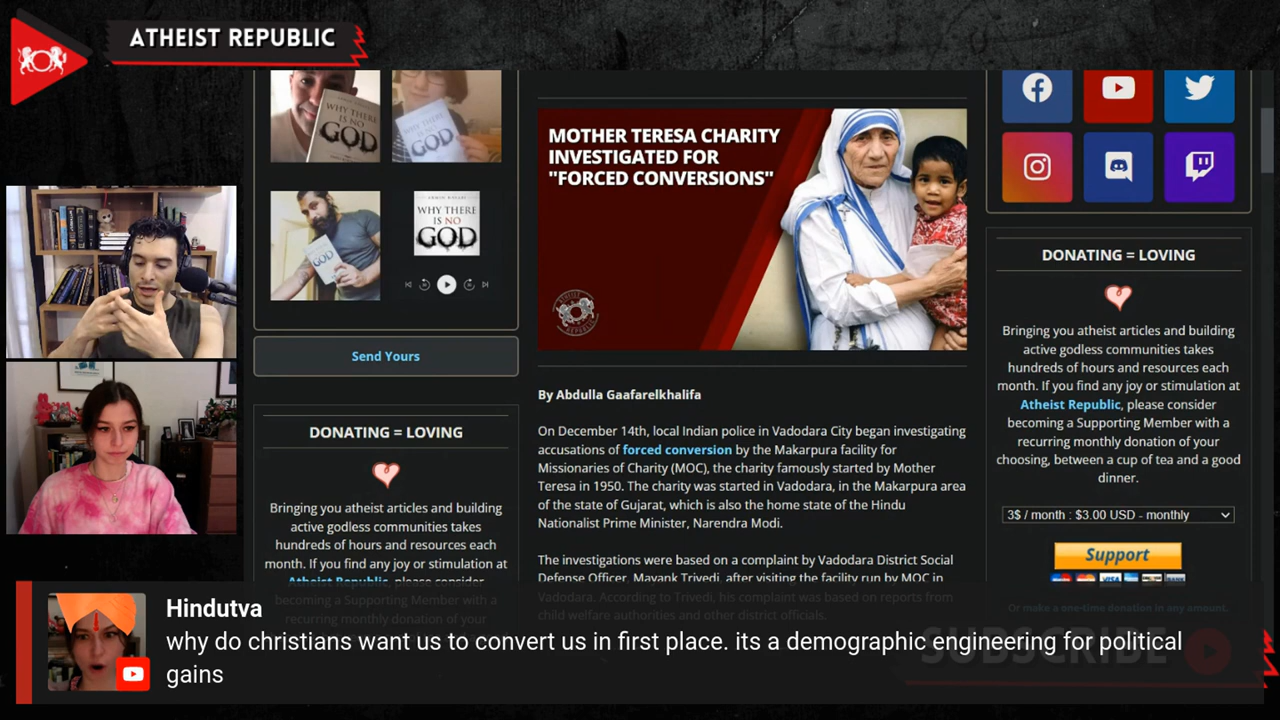 ATHEIST REPUBLIC
WHY THERE
IS NO
GOD
WHY THERE
IS NO
GOD
Send Yours
DONATING = LOVING
Bringing you atheist articles and building
active godless communities takes
hundreds of hours and resources each
month. If you find any joy or stimulation at
Atheist Republic, please consider
becoming a Supporting Member with a
recurring monthly donation of your
MOTHER TERESA CHARITY
INVESTIGATED FOR
"FORCED CONVERSIONS"
By Abdulla Gaafarelkhalifa
On December 14th, local Indian police in Vadodara City began investigating
accusations of forced conversion by the Makarpura facility for
Missionaries of Charity (MOC), the charity famously started by Mother
Teresa in 1950. The charity was started in Vadodara, in the Makarpura area
of the state of Gujarat, which is also the home state of the Hindu
Nationalist Prime Minister, Narendra Modi.
The investigations were based on a complaint by Vadodara District Social
Defense Officer, Mayank Trivedi, after visiting the facility run by MOC in
Vadodara. According to Trivedi, his complaint was based on reports from
child welfare authorities and other district officials.
DONATING = LOVING
Bringing you atheist articles and building
active godless communities takes
hundreds of hours and resources each
month. If you find any joy or stimulation at
Atheist Republic, please consider
becoming a Supporting Member with a
recurring monthly donation of your
choosing, between a cup of tea and a good
dinner.
3$ / month : $3.00 USD - monthly
Support
Or make a one-time donation in any amount.
SUBSCRIBE
Hindutva
why do christians want us to convert us in first place. its a demographic engineering for political
gains